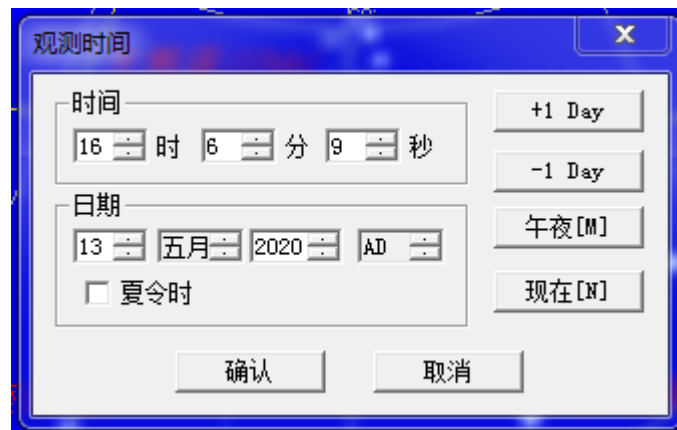 观测时间
时间
16 时 6 分 9 秒
+1 Day
-1 Day
日期
13 五月 2020 AD
午夜[M]
夏令时
现在[N]
确认 取消